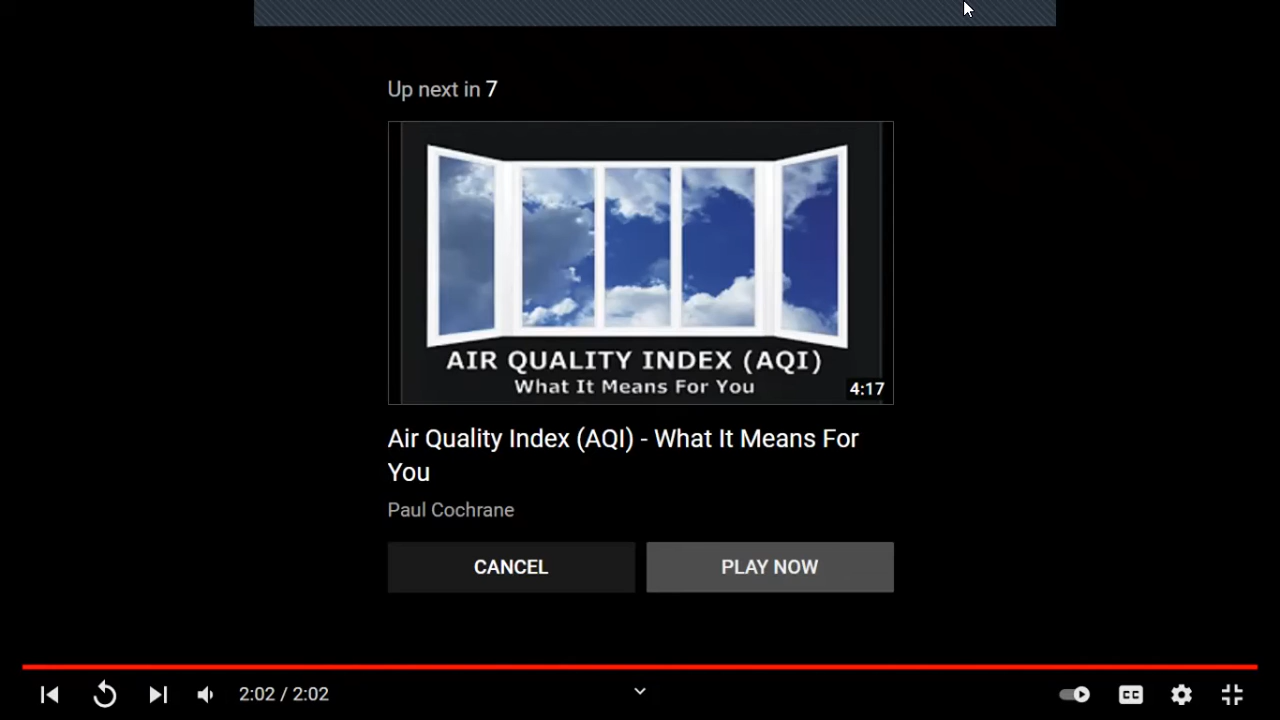 Up next in 7
AIR QUALITY INDEX (AQI)
What It Means For You
4:17
Air Quality Index (AQI) - What It Means For
You
Paul Cochrane
CANCEL
PLAY NOW
2:02 / 2:02
CC